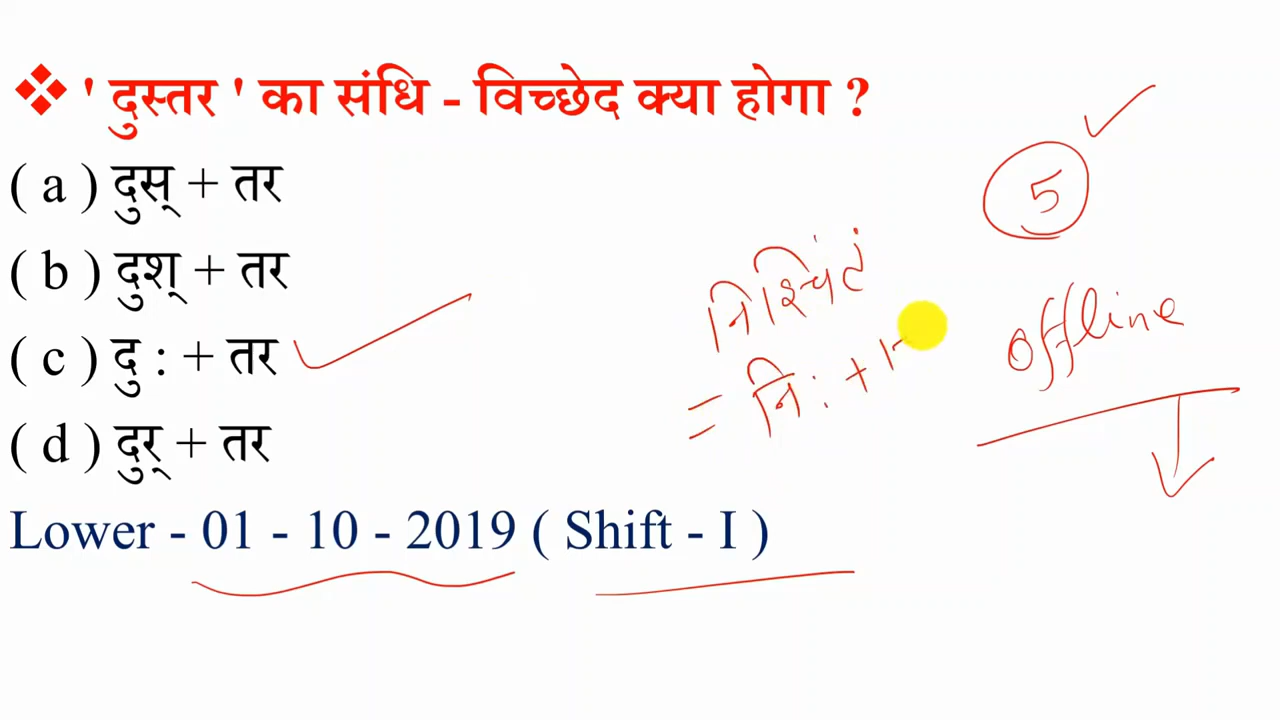 ❖ ' दुस्तर ' का संधि - विच्छेद क्या होगा ?
( a ) दुस् + तर
( b ) दुश् + तर
( c ) दु : + तर
( d ) दुर् + तर
Lower - 01 - 10 - 2019 ( Shift - I )
5
= नि: +
offline